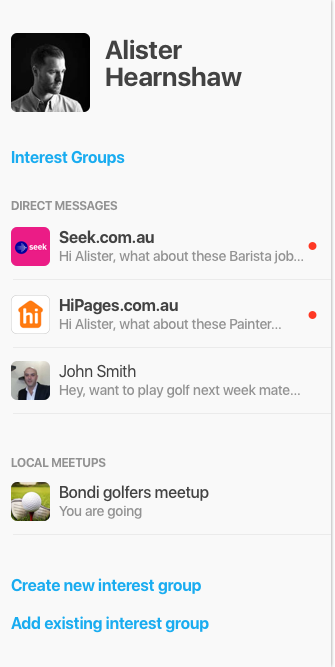 Alister
Hearnshaw
Interest Groups
DIRECT MESSAGES
seek
Seek.com.au
Hi Alister, what about these Barista job...
hi
HiPages.com.au
Hi Alister, what about these Painter...
John Smith
Hey, want to play golf next week mate...
LOCAL MEETUPS
Bondi golfers meetup
You are going
Create new interest group
Add existing interest group